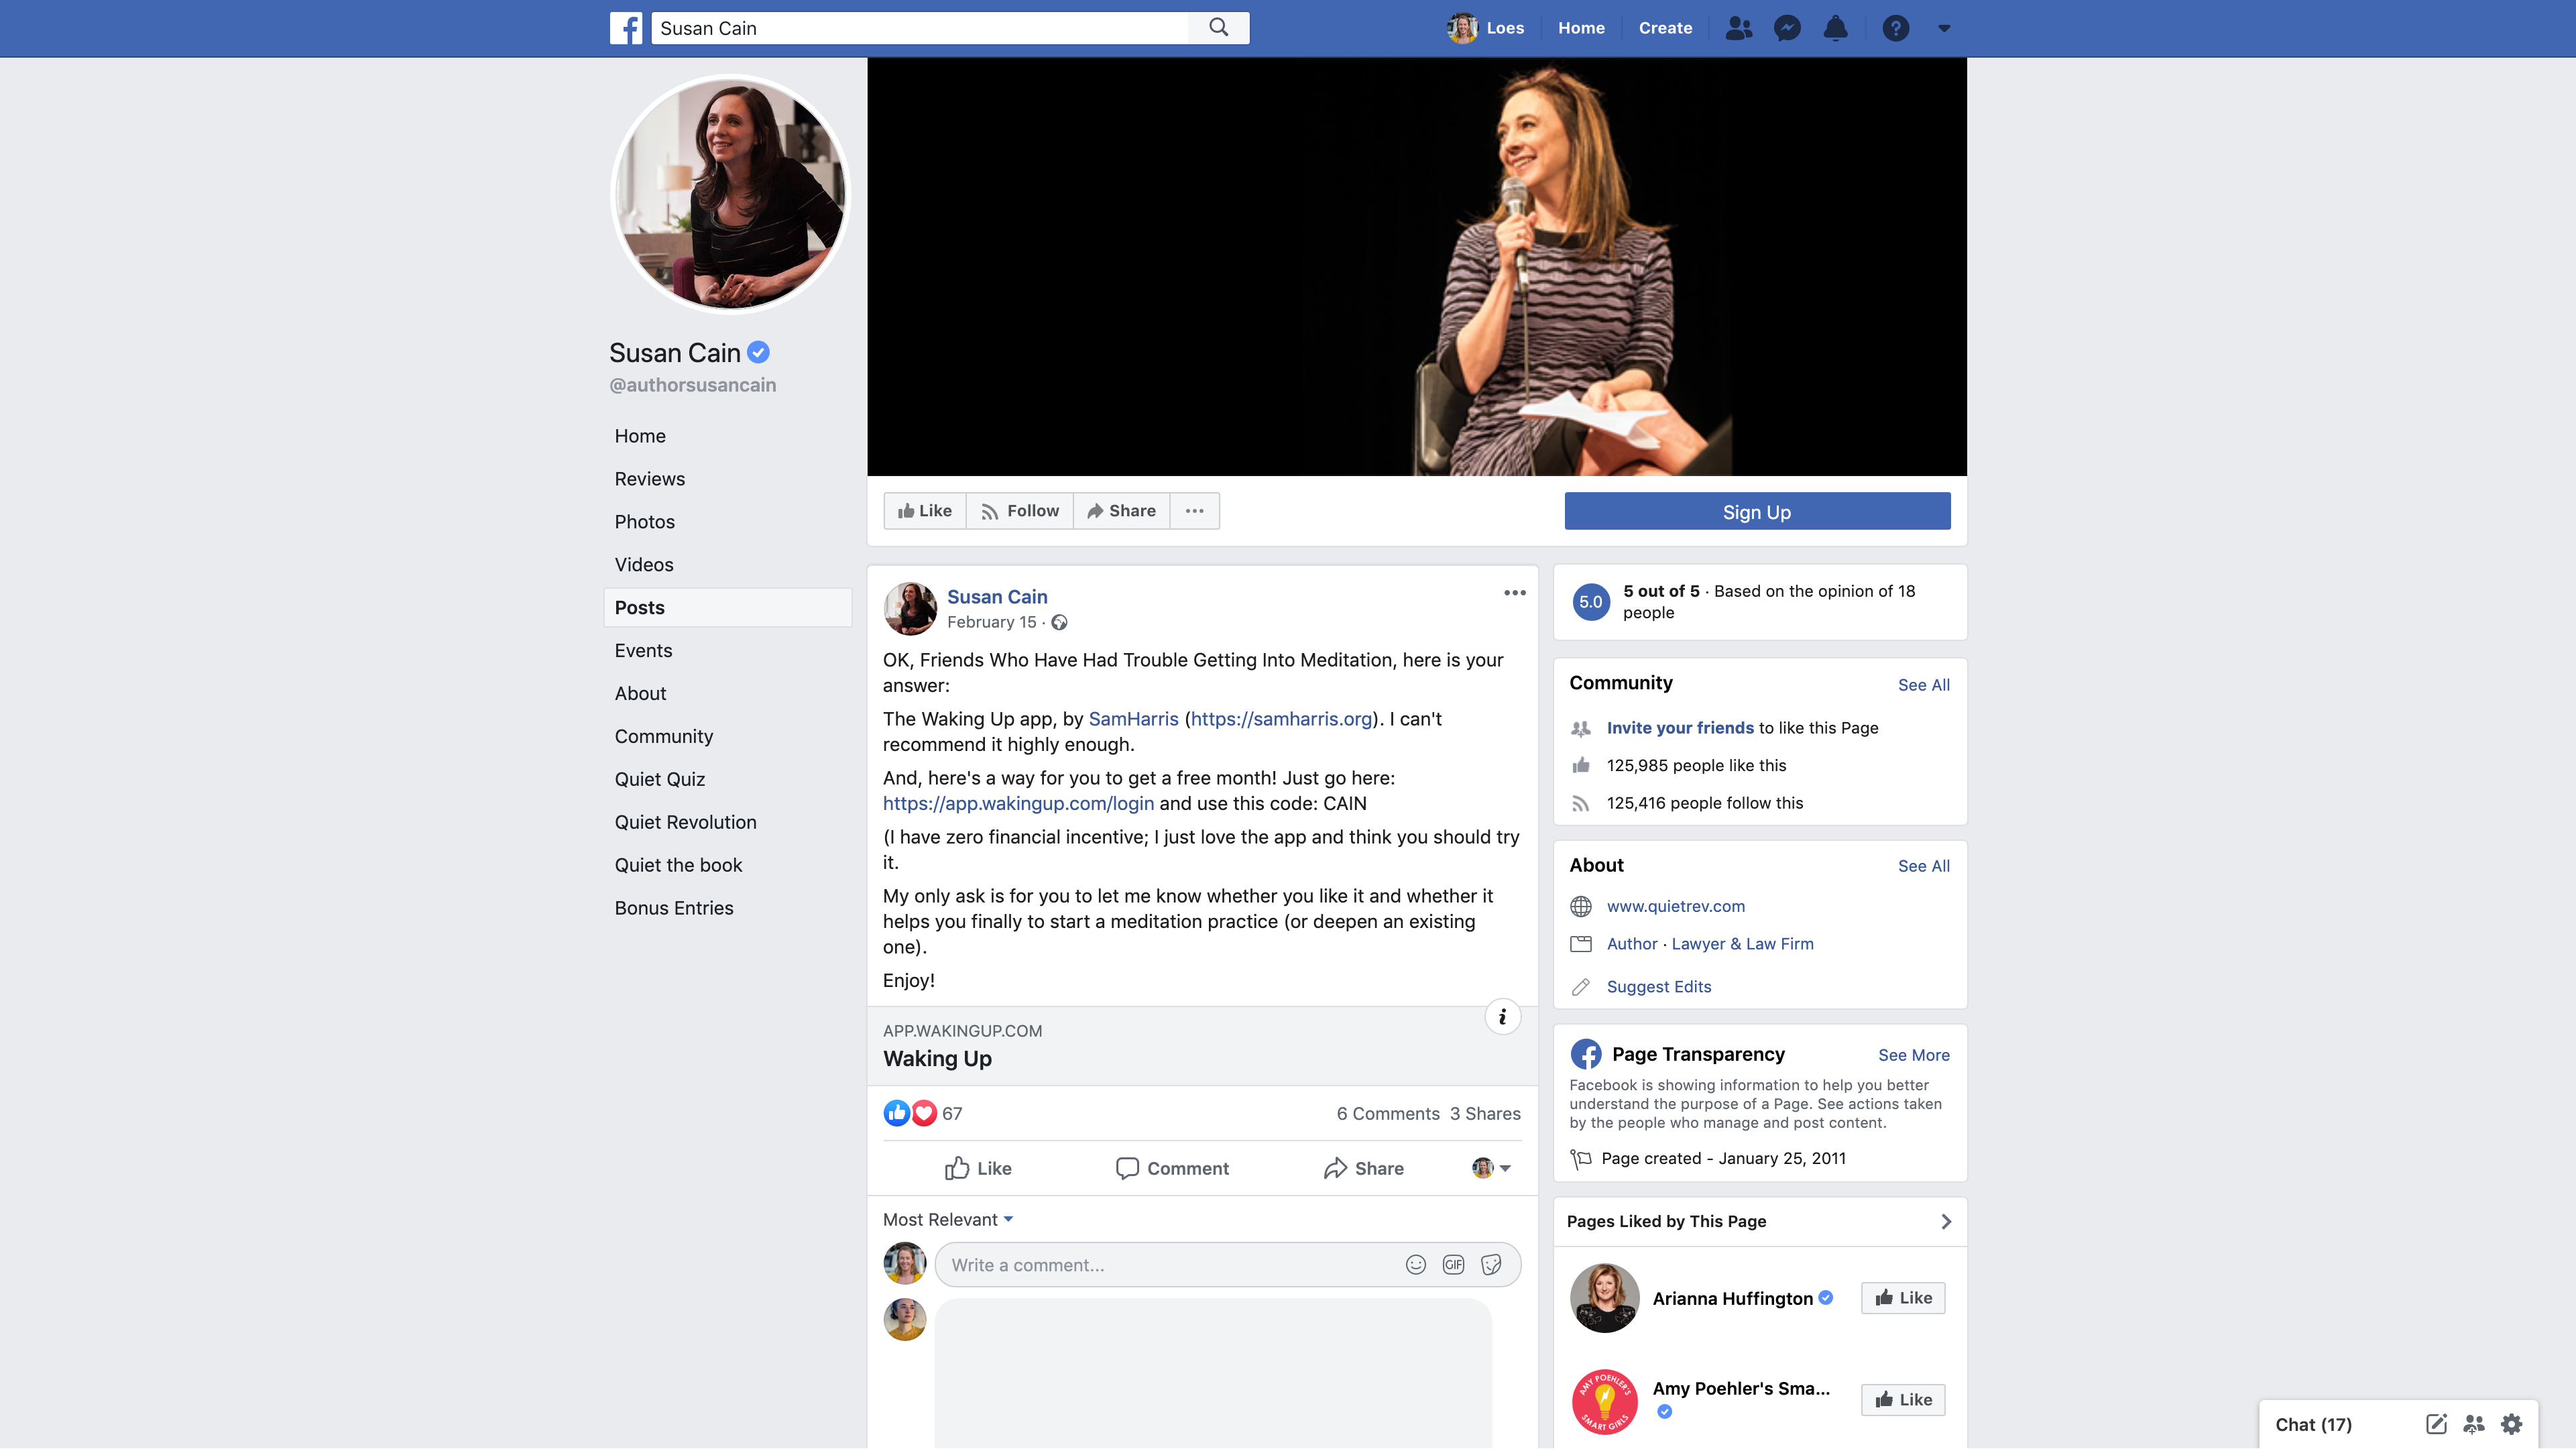 Susan Cain
Loes
Home
Create
Susan Cain
@authorsusancain
Home
Reviews
Photos
Videos
Posts
Events
About
Community
Quiet Quiz
Quiet Revolution
Quiet the book
Bonus Entries
Like
Follow
Share
Sign Up
Susan Cain
February 15 ·
OK, Friends Who Have Had Trouble Getting Into Meditation, here is your
answer:
The Waking Up app, by SamHarris (https://samharris.org). I can't
recommend it highly enough.
And, here's a way for you to get a free month! Just go here:
https://app.wakingup.com/login and use this code: CAIN
(I have zero financial incentive; I just love the app and think you should try
it.
My only ask is for you to let me know whether you like it and whether it
helps you finally to start a meditation practice (or deepen an existing
one).
Enjoy!
APP.WAKINGUP.COM
Waking Up
67
6 Comments 3 Shares
Like
Comment
Share
Most Relevant
Write a comment...
GIF
5.0
5 out of 5 · Based on the opinion of 18
people
Community
See All
Invite your friends to like this Page
125,985 people like this
125,416 people follow this
About
See All
www.quietrev.com
Author · Lawyer & Law Firm
Suggest Edits
Page Transparency
See More
Facebook is showing information to help you better
understand the purpose of a Page. See actions taken
by the people who manage and post content.
Page created - January 25, 2011
Pages Liked by This Page
Arianna Huffington
Like
AMY POEHLER'S
SMART GIRLS
Amy Poehler's Sma...
Like
Chat (17)